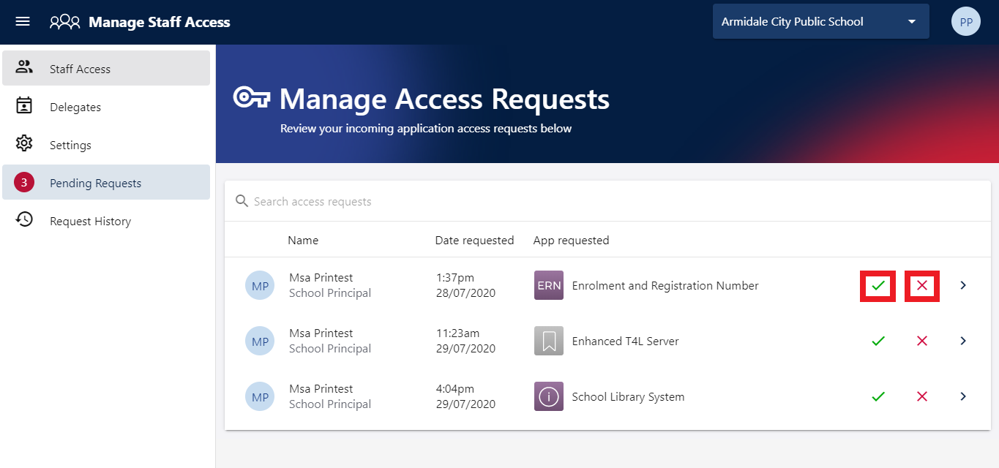 Manage Staff Access
Armidale City Public School
PP
Staff Access
Delegates
Settings
3 Pending Requests
Request History
Manage Access Requests
Review your incoming application access requests below
Search access requests
Name Date requested App requested
MP Msa Printest 1:37pm ERN Enrolment and Registration Number
School Principal 28/07/2020
MP Msa Printest 11:23am Enhanced T4L Server
School Principal 29/07/2020
MP Msa Printest 4:04pm i School Library System
School Principal 29/07/2020